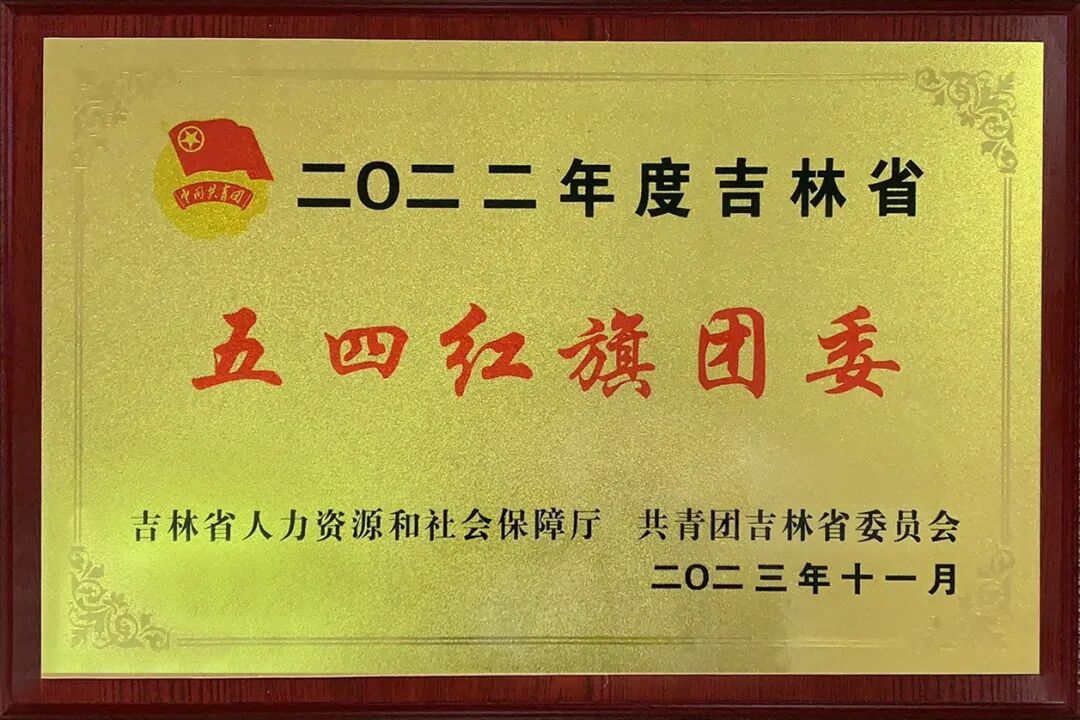 中国共青团
二〇二二年度吉林省
五四红旗团委
吉林省人力资源和社会保障厅 共青团吉林省委员会
二〇二三年十一月